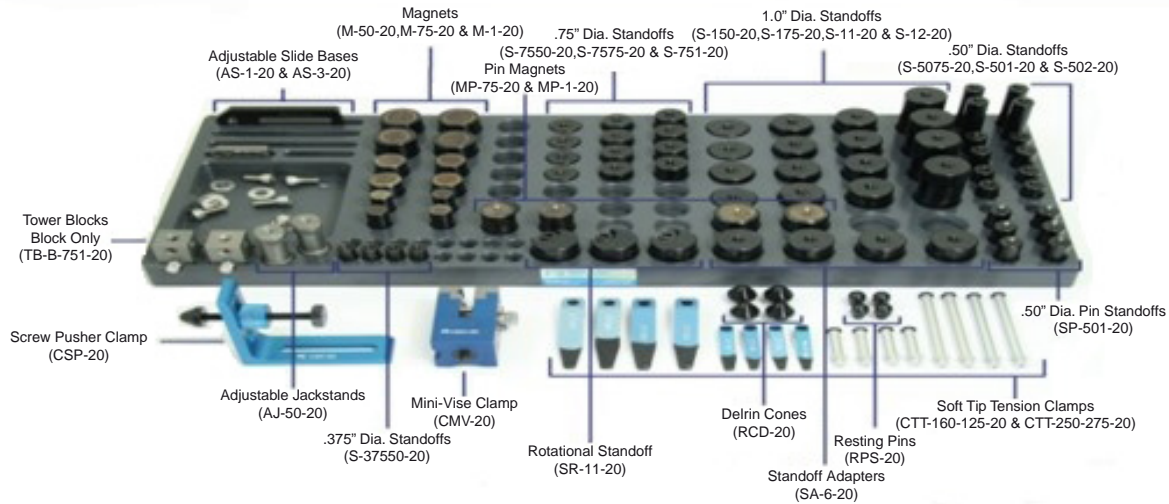 Magnets
(M-50-20,M-75-20 & M-1-20)
.75” Dia. Standoffs
(S-7550-20,S-7575-20 & S-751-20)
1.0” Dia. Standoffs
(S-150-20,S-175-20,S-11-20 & S-12-20)
.50” Dia. Standoffs
(S-5075-20,S-501-20 & S-502-20)
Adjustable Slide Bases
(AS-1-20 & AS-3-20)
Pin Magnets
(MP-75-20 & MP-1-20)
Tower Blocks
Block Only
(TB-B-751-20)
Screw Pusher Clamp
(CSP-20)
Adjustable Jackstands
(AJ-50-20)
.375” Dia. Standoffs
(S-37550-20)
Mini-Vise Clamp
(CMV-20)
Rotational Standoff
(SR-11-20)
Delrin Cones
(RCD-20)
Standoff Adapters
(SA-6-20)
Resting Pins
(RPS-20)
Soft Tip Tension Clamps
(CTT-160-125-20 & CTT-250-275-20)
.50” Dia. Pin Standoffs
(SP-501-20)